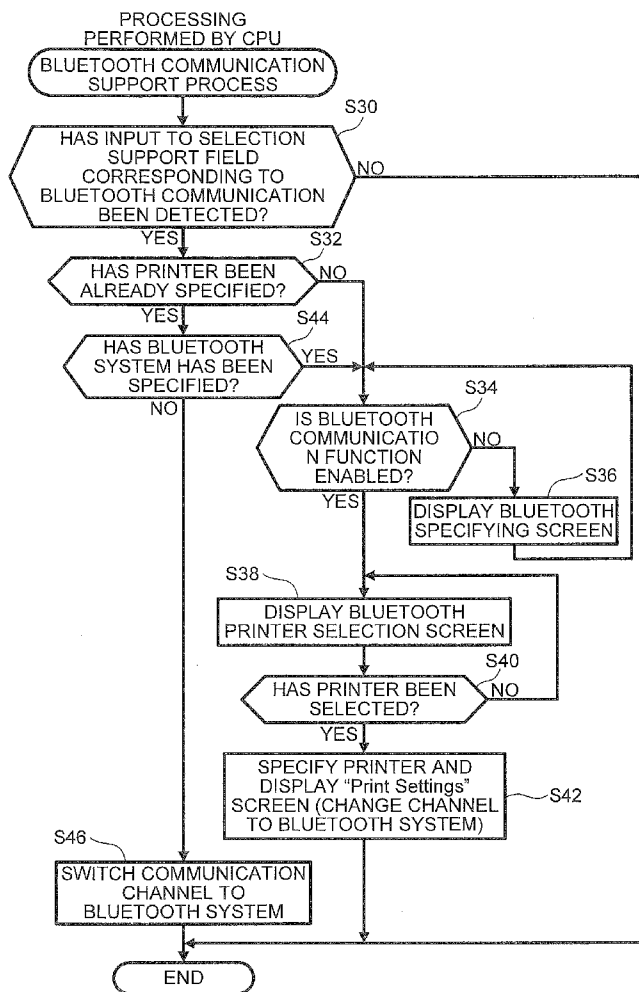 PROCESSING
PERFORMED BY CPU
BLUETOOTH COMMUNICATION
SUPPORT PROCESS
S30
HAS INPUT TO SELECTION
SUPPORT FIELD
CORRESPONDING TO
BLUETOOTH COMMUNICATION
BEEN DETECTED?
NO
YES
S32
HAS PRINTER BEEN
ALREADY SPECIFIED?
NO
YES
S44
HAS BLUETOOTH
SYSTEM HAS BEEN
SPECIFIED?
YES
NO
S34
IS BLUETOOTH
COMMUNICATIO
N FUNCTION
ENABLED?
NO
YES
S36
DISPLAY BLUETOOTH
SPECIFYING SCREEN
S38
DISPLAY BLUETOOTH
PRINTER SELECTION SCREEN
S40
HAS PRINTER BEEN
SELECTED?
NO
YES
SPECIFY PRINTER AND
DISPLAY “Print Settings”
SCREEN (CHANGE CHANNEL
TO BLUETOOTH SYSTEM)
S42
S46
SWITCH COMMUNICATION
CHANNEL TO
BLUETOOTH SYSTEM
END